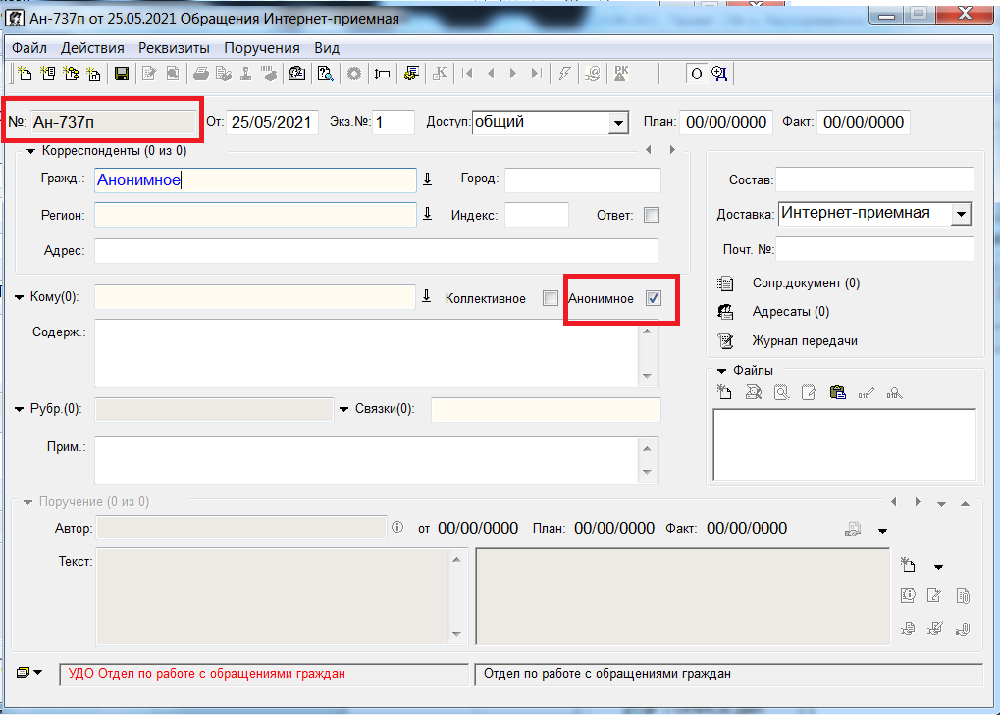 Ан-737п от 25.05.2021 Обращения Интернет-приемная
Файл Действия Реквизиты Поручения Вид
№: Ан-737п От: 25/05/2021 Экз.№: 1 Доступ: общий План: 00/00/0000 Факт: 00/00/0000
Корреспонденты (0 из 0)
Гражд.: Анонимное Город:
Состав:
Регион: Индекс: Ответ:
Доставка: Интернет-приемная
Адрес:
Почт. №:
Сопр.документ (0)
Кому(0): Коллективное Анонимное
Адресаты (0)
Содерж.:
Журнал передачи
Файлы
Рубр.(0): Связки(0):
Прим.:
Поручение (0 из 0)
Автор: от 00/00/0000 План: 00/00/0000 Факт: 00/00/0000
Текст:
УДО Отдел по работе с обращениями граждан
Отдел по работе с обращениями граждан